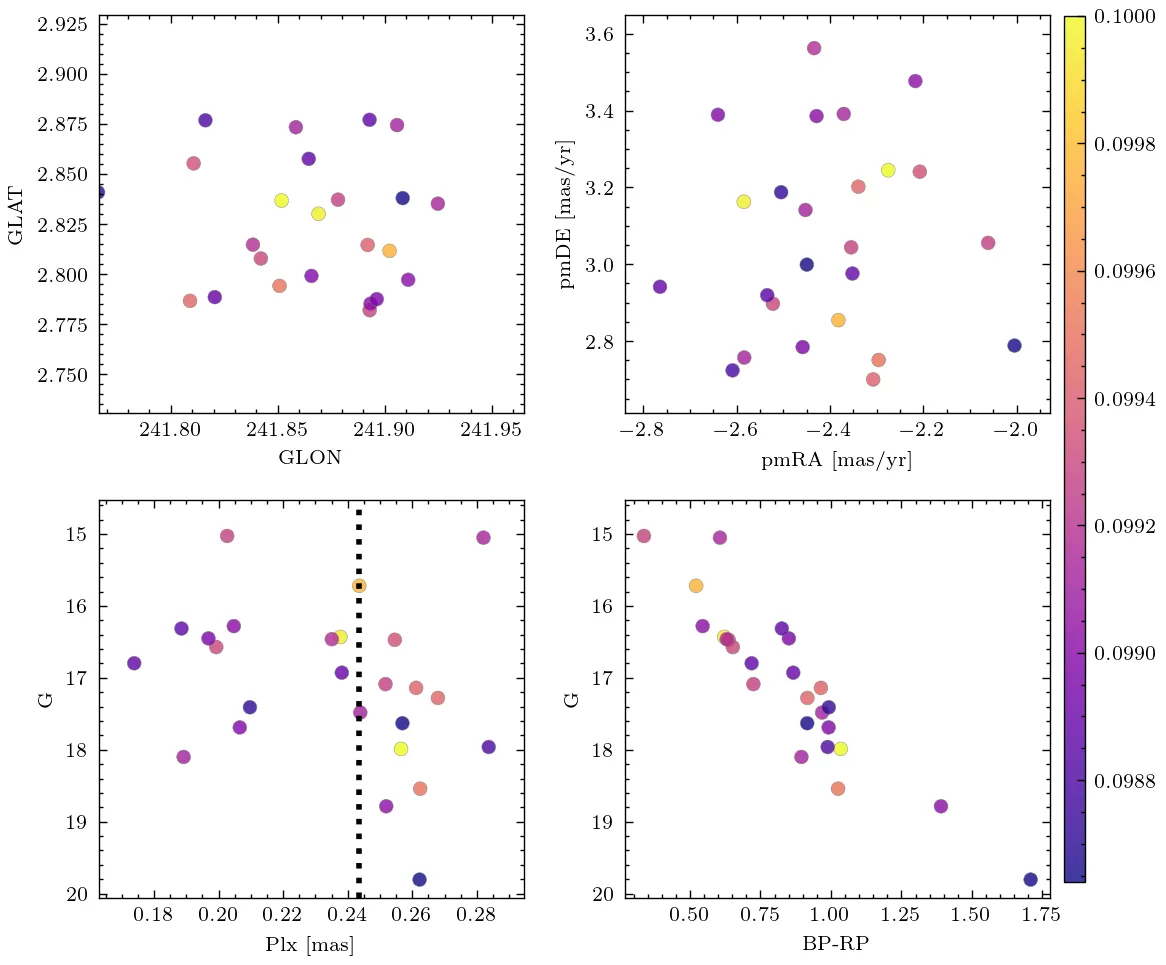 2.925
2.900
2.875
2.850
2.825
2.800
2.775
2.750
GLAT
241.80 241.85 241.90 241.95
GLON
3.6
3.4
3.2
3.0
2.8
pmDE [mas/yr]
−2.8 −2.6 −2.4 −2.2 −2.0
pmRA [mas/yr]
0.1000
0.0998
0.0996
0.0994
0.0992
0.0990
0.0988
15
16
17
18
19
20
G
0.18 0.20 0.22 0.24 0.26 0.28
Plx [mas]
15
16
17
18
19
20
G
0.50 0.75 1.00 1.25 1.50 1.75
BP-RP